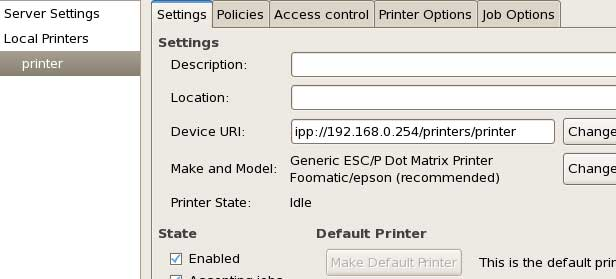 Server Settings
Local Printers
printer
Settings Policies Access control Printer Options Job Options
Settings
Description:
Location:
Device URI: ipp://192.168.0.254/printers/printer Change
Make and Model: Generic ESC/P Dot Matrix Printer Foomatic/epson (recommended) Change
Printer State: Idle
State Default Printer
Enabled Make Default Printer This is the default prin
Accepting jobs